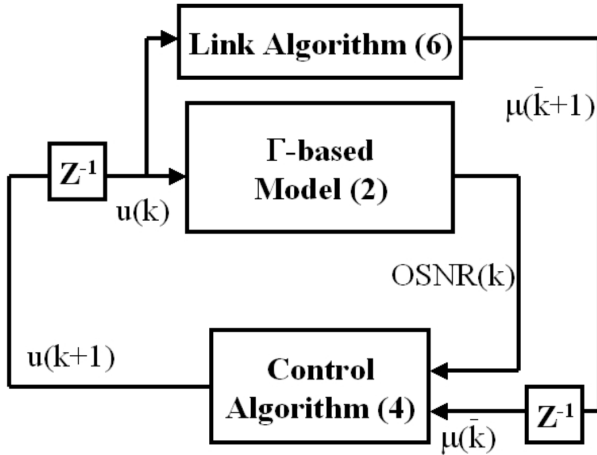 Link Algorithm (6)
μ(k̄+1)
Γ-based
Model (2)
Z⁻¹
u(k)
OSNR(k)
u(k+1)
Control
Algorithm (4)
Z⁻¹
μ(k̄)